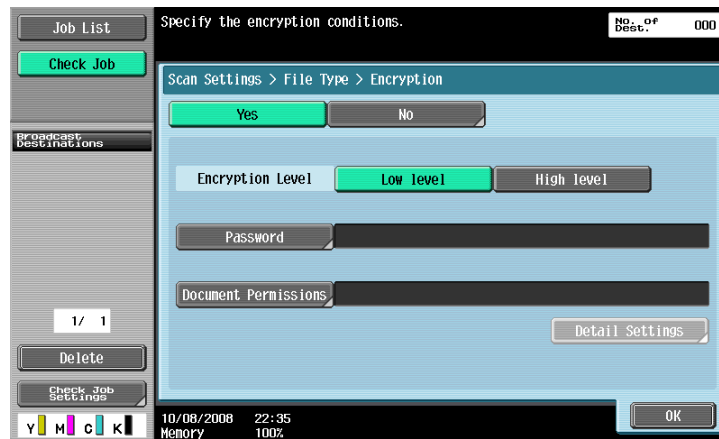 Job List
Check Job
Broadcast
Destinations
1/ 1
Delete
Check Job
Settings
Y M C K
Specify the encryption conditions.
No. of
Dest.
000
Scan Settings > File Type > Encryption
Yes
No
Encryption Level
Low level
High level
Password
Document Permissions
Detail Settings
10/08/2008 22:35
Memory 100%
OK